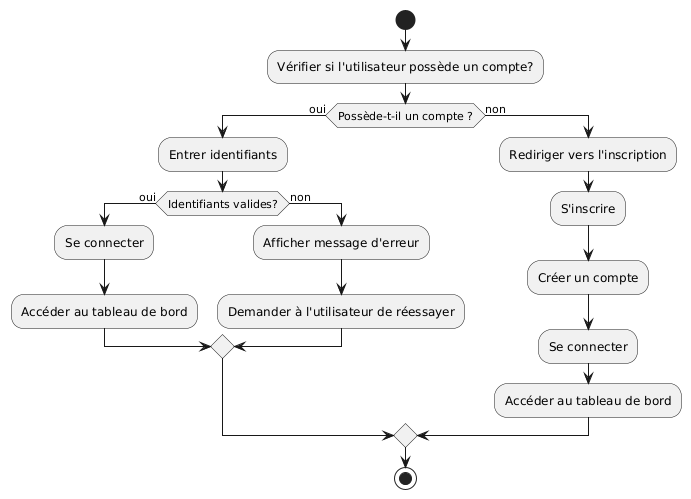 Vérifier si l'utilisateur possède un compte?
oui
Possède-t-il un compte ?
non
Entrer identifiants
Rediriger vers l'inscription
oui
Identifiants valides?
non
S'inscrire
Se connecter
Afficher message d'erreur
Créer un compte
Accéder au tableau de bord
Demander à l'utilisateur de réessayer
Se connecter
Accéder au tableau de bord